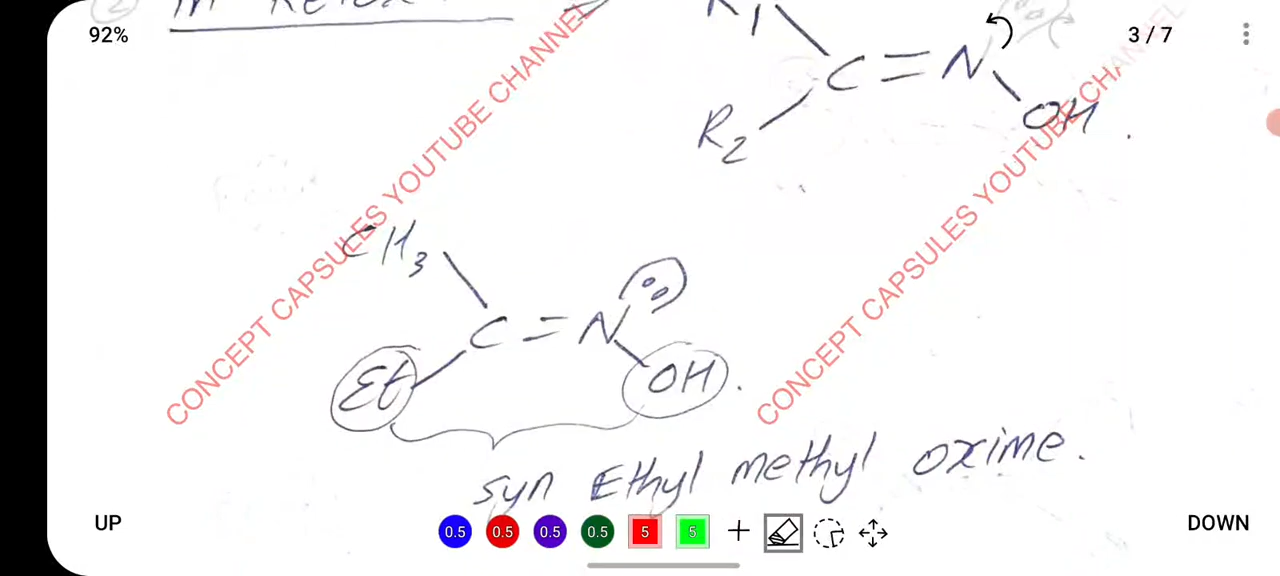 92%
3 / 7
R1
C = N
R2
OH.
CH3
C = N
Et
OH.
syn Ethyl methyl oxime.
CONCEPT CAPSULES YOUTUBE CHANNEL
CONCEPT CAPSULES YOUTUBE CHANNEL
UP
0.5 0.5 0.5 0.5 5 5
DOWN